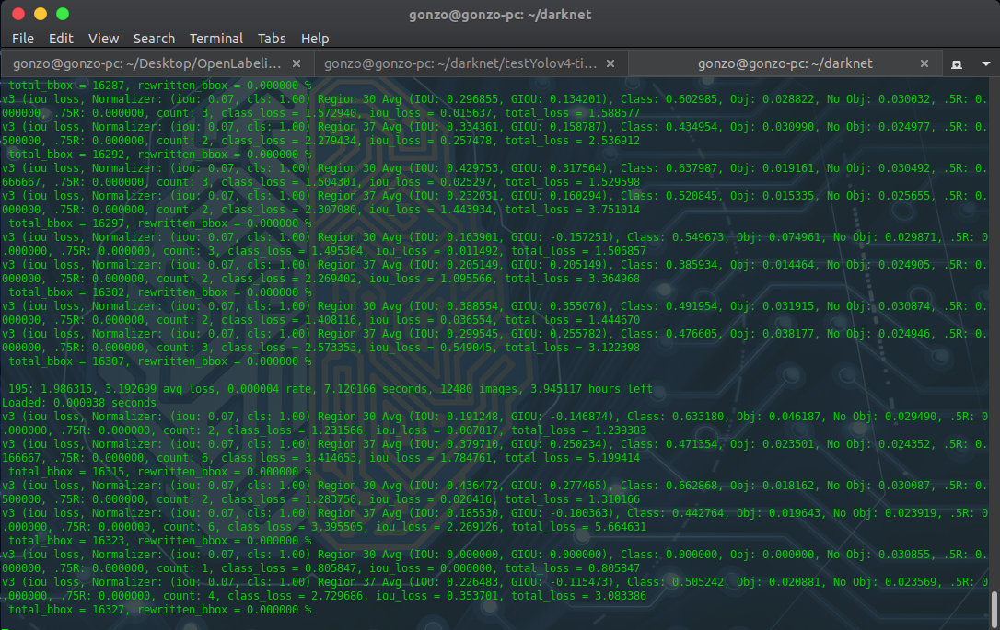 gonzo@gonzo-pc: ~/darknet
File Edit View Search Terminal Tabs Help
gonzo@gonzo-pc: ~/Desktop/OpenLabeli... × gonzo@gonzo-pc: ~/darknet/testYolov4-ti... × gonzo@gonzo-pc: ~/darknet ×
total_bbox = 16287, rewritten_bbox = 0.000000 %
v3 (iou loss, Normalizer: (iou: 0.07, cls: 1.00) Region 30 Avg (IOU: 0.296855, GIOU: 0.134201), Class: 0.602985, Obj: 0.028822, No Obj: 0.030032, .5R: 0.
000000, .75R: 0.000000, count: 3, class_loss = 1.572940, iou_loss = 0.015637, total_loss = 1.588577
v3 (iou loss, Normalizer: (iou: 0.07, cls: 1.00) Region 37 Avg (IOU: 0.334361, GIOU: 0.158787), Class: 0.434954, Obj: 0.030990, No Obj: 0.024977, .5R: 0.
500000, .75R: 0.000000, count: 2, class_loss = 2.279434, iou_loss = 0.257478, total_loss = 2.536912
total_bbox = 16292, rewritten_bbox = 0.000000 %
v3 (iou loss, Normalizer: (iou: 0.07, cls: 1.00) Region 30 Avg (IOU: 0.429753, GIOU: 0.317564), Class: 0.637987, Obj: 0.019161, No Obj: 0.030492, .5R: 0.
666667, .75R: 0.000000, count: 3, class_loss = 1.504301, iou_loss = 0.025297, total_loss = 1.529598
v3 (iou loss, Normalizer: (iou: 0.07, cls: 1.00) Region 37 Avg (IOU: 0.232031, GIOU: 0.160294), Class: 0.520845, Obj: 0.015335, No Obj: 0.025655, .5R: 0.
000000, .75R: 0.000000, count: 2, class_loss = 2.307080, iou_loss = 1.443934, total_loss = 3.751014
total_bbox = 16297, rewritten_bbox = 0.000000 %
v3 (iou loss, Normalizer: (iou: 0.07, cls: 1.00) Region 30 Avg (IOU: 0.163901, GIOU: -0.157251), Class: 0.549673, Obj: 0.074961, No Obj: 0.029871, .5R: 0
.000000, .75R: 0.000000, count: 3, class_loss = 1.495364, iou_loss = 0.011492, total_loss = 1.506857
v3 (iou loss, Normalizer: (iou: 0.07, cls: 1.00) Region 37 Avg (IOU: 0.205149, GIOU: 0.205149), Class: 0.385934, Obj: 0.014464, No Obj: 0.024905, .5R: 0.
000000, .75R: 0.000000, count: 2, class_loss = 2.269402, iou_loss = 1.095566, total_loss = 3.364968
total_bbox = 16302, rewritten_bbox = 0.000000 %
v3 (iou loss, Normalizer: (iou: 0.07, cls: 1.00) Region 30 Avg (IOU: 0.388554, GIOU: 0.355076), Class: 0.491954, Obj: 0.031915, No Obj: 0.030874, .5R: 0.
000000, .75R: 0.000000, count: 2, class_loss = 1.408116, iou_loss = 0.036554, total_loss = 1.444670
v3 (iou loss, Normalizer: (iou: 0.07, cls: 1.00) Region 37 Avg (IOU: 0.299545, GIOU: 0.255782), Class: 0.476605, Obj: 0.038177, No Obj: 0.024946, .5R: 0.
000000, .75R: 0.000000, count: 3, class_loss = 2.573353, iou_loss = 0.549045, total_loss = 3.122398
total_bbox = 16307, rewritten_bbox = 0.000000 %
195: 1.986315, 3.192699 avg loss, 0.000004 rate, 7.120166 seconds, 12480 images, 3.945117 hours left
Loaded: 0.000038 seconds
v3 (iou loss, Normalizer: (iou: 0.07, cls: 1.00) Region 30 Avg (IOU: 0.191248, GIOU: -0.146874), Class: 0.633180, Obj: 0.046187, No Obj: 0.029490, .5R: 0
.000000, .75R: 0.000000, count: 2, class_loss = 1.231566, iou_loss = 0.007817, total_loss = 1.239383
v3 (iou loss, Normalizer: (iou: 0.07, cls: 1.00) Region 37 Avg (IOU: 0.379710, GIOU: 0.250234), Class: 0.471354, Obj: 0.023501, No Obj: 0.024352, .5R: 0.
166667, .75R: 0.000000, count: 6, class_loss = 3.414653, iou_loss = 1.784761, total_loss = 5.199414
total_bbox = 16315, rewritten_bbox = 0.000000 %
v3 (iou loss, Normalizer: (iou: 0.07, cls: 1.00) Region 30 Avg (IOU: 0.436472, GIOU: 0.277465), Class: 0.662868, Obj: 0.018162, No Obj: 0.030087, .5R: 0.
500000, .75R: 0.000000, count: 2, class_loss = 1.283750, iou_loss = 0.026416, total_loss = 1.310166
v3 (iou loss, Normalizer: (iou: 0.07, cls: 1.00) Region 37 Avg (IOU: 0.185530, GIOU: -0.100363), Class: 0.442764, Obj: 0.019643, No Obj: 0.023919, .5R: 0
.000000, .75R: 0.000000, count: 6, class_loss = 3.395505, iou_loss = 2.269126, total_loss = 5.664631
total_bbox = 16323, rewritten_bbox = 0.000000 %
v3 (iou loss, Normalizer: (iou: 0.07, cls: 1.00) Region 30 Avg (IOU: 0.000000, GIOU: 0.000000), Class: 0.000000, Obj: 0.000000, No Obj: 0.030855, .5R: 0.
000000, .75R: 0.000000, count: 1, class_loss = 0.805847, iou_loss = 0.000000, total_loss = 0.805847
v3 (iou loss, Normalizer: (iou: 0.07, cls: 1.00) Region 37 Avg (IOU: 0.226483, GIOU: -0.115473), Class: 0.505242, Obj: 0.020881, No Obj: 0.023569, .5R: 0
.000000, .75R: 0.000000, count: 4, class_loss = 2.729686, iou_loss = 0.353701, total_loss = 3.083386
total_bbox = 16327, rewritten_bbox = 0.000000 %